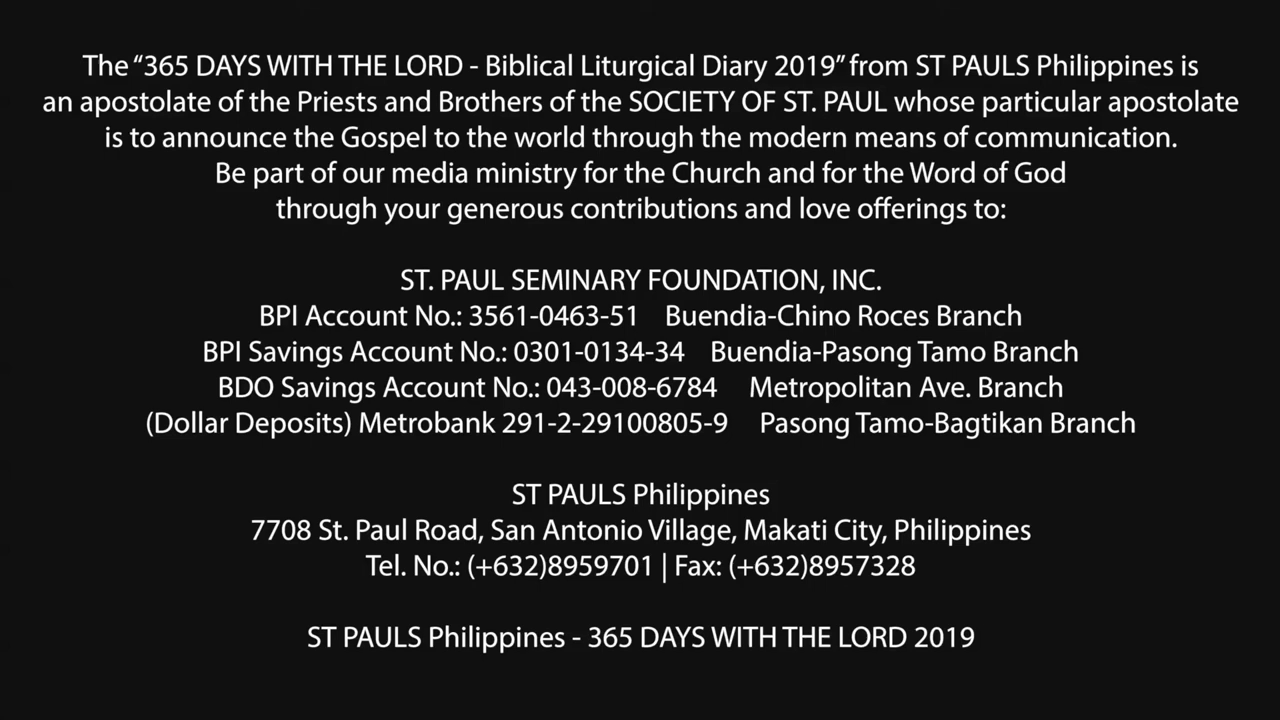 The “365 DAYS WITH THE LORD - Biblical Liturgical Diary 2019” from ST PAULS Philippines is
an apostolate of the Priests and Brothers of the SOCIETY OF ST. PAUL whose particular apostolate
is to announce the Gospel to the world through the modern means of communication.
Be part of our media ministry for the Church and for the Word of God
through your generous contributions and love offerings to:
ST. PAUL SEMINARY FOUNDATION, INC.
BPI Account No.: 3561-0463-51 Buendia-Chino Roces Branch
BPI Savings Account No.: 0301-0134-34 Buendia-Pasong Tamo Branch
BDO Savings Account No.: 043-008-6784 Metropolitan Ave. Branch
(Dollar Deposits) Metrobank 291-2-29100805-9 Pasong Tamo-Bagtikan Branch
ST PAULS Philippines
7708 St. Paul Road, San Antonio Village, Makati City, Philippines
Tel. No.: (+632)8959701 | Fax: (+632)8957328
ST PAULS Philippines - 365 DAYS WITH THE LORD 2019